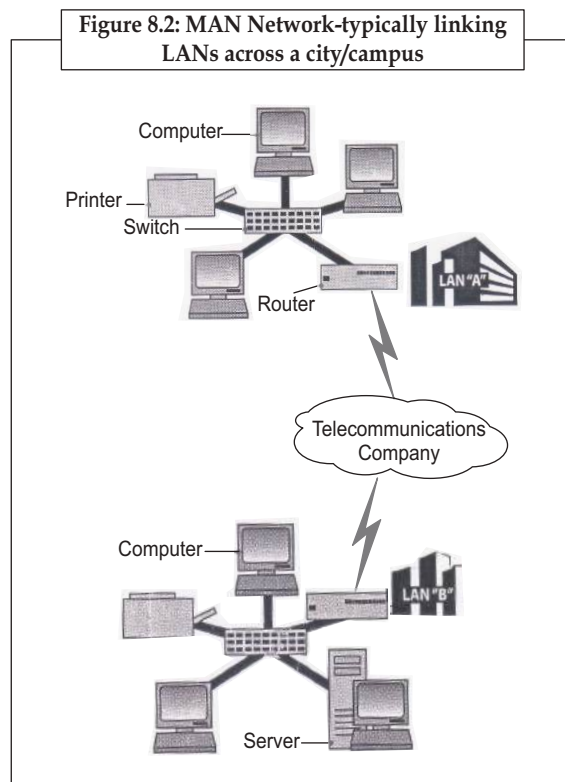 Figure 8.2: MAN Network-typically linking
LANs across a city/campus
Computer
Printer
Switch
Router
LAN "A"
Telecommunications
Company
Computer
LAN "B"
Server